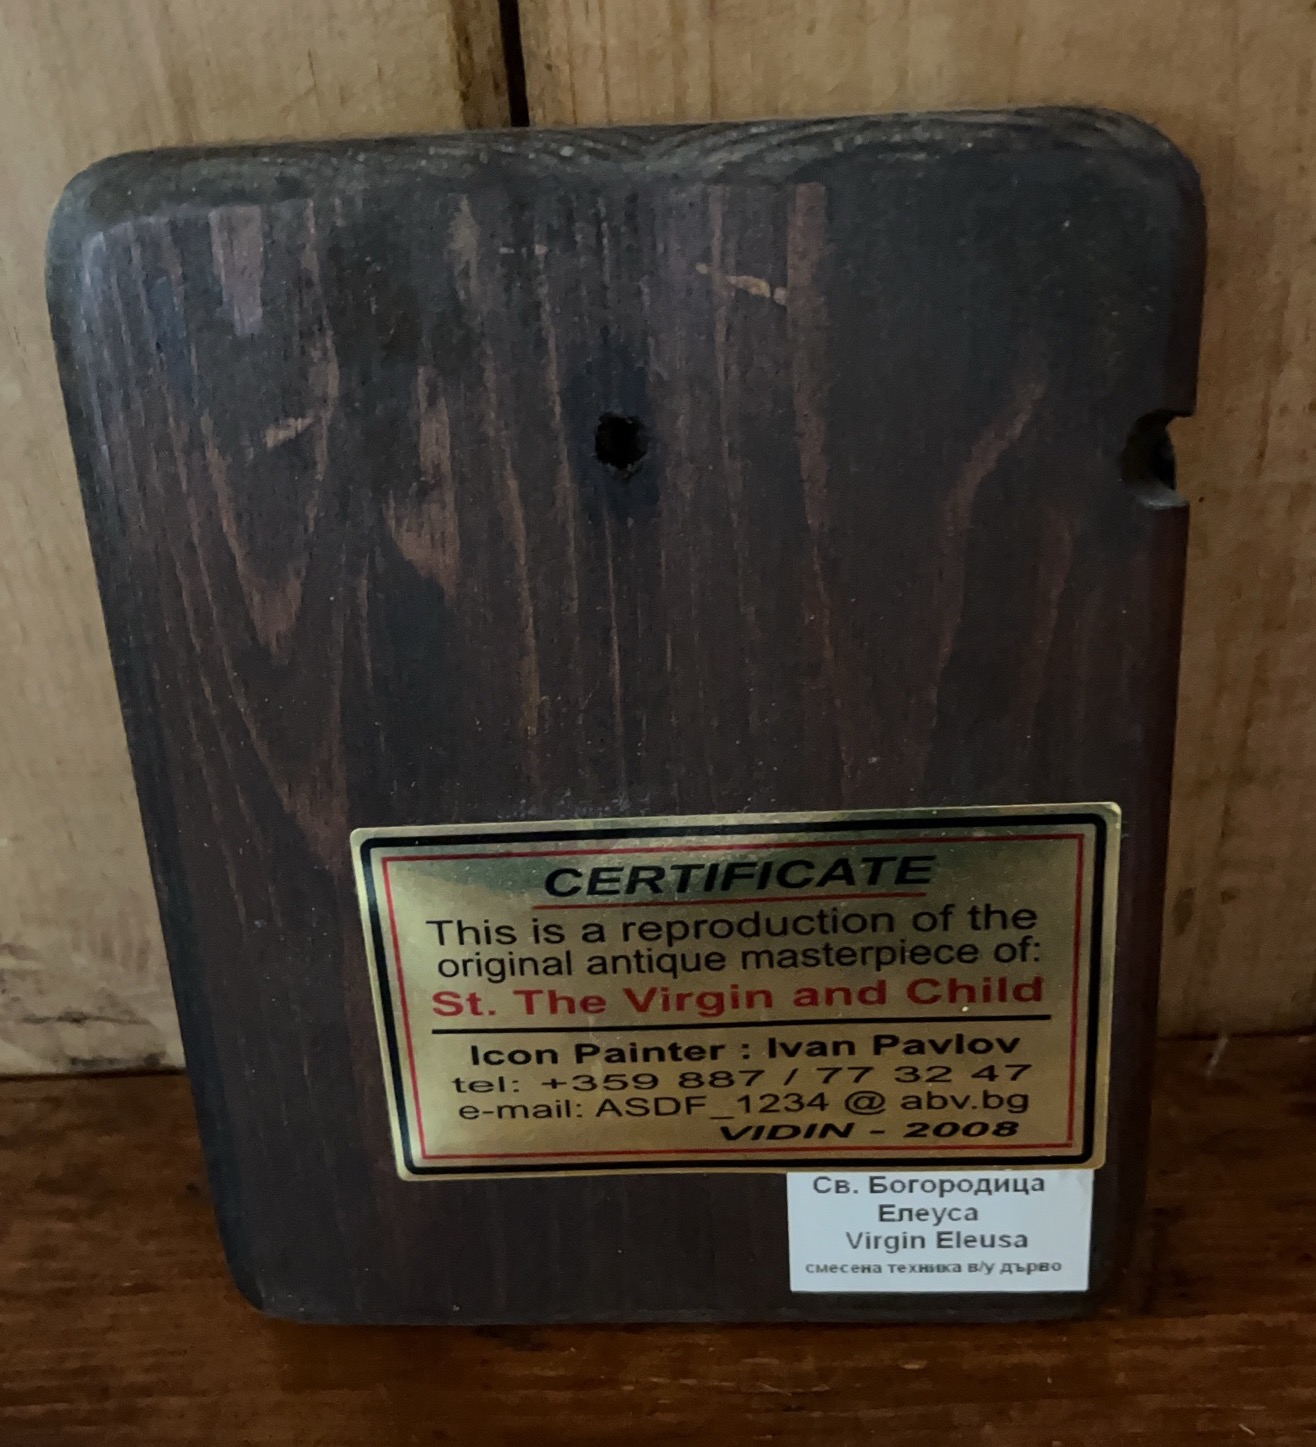 CERTIFICATE
This is a reproduction of the
original antique masterpiece of:
St. The Virgin and Child
Icon Painter : Ivan Pavlov
tel: +359 887 / 77 32 47
e-mail: ASDF_1234 @ abv.bg
VIDIN - 2008
Св. Богородица
Елеуса
Virgin Eleusa
смесена техника в/у дърво